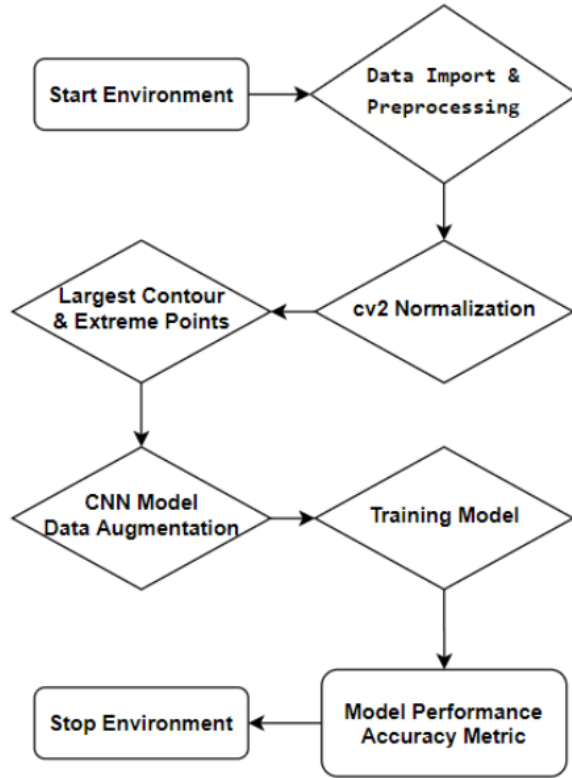 Start Environment
Data Import &
Preprocessing
cv2 Normalization
Largest Contour
& Extreme Points
CNN Model
Data Augmentation
Training Model
Model Performance
Accuracy Metric
Stop Environment